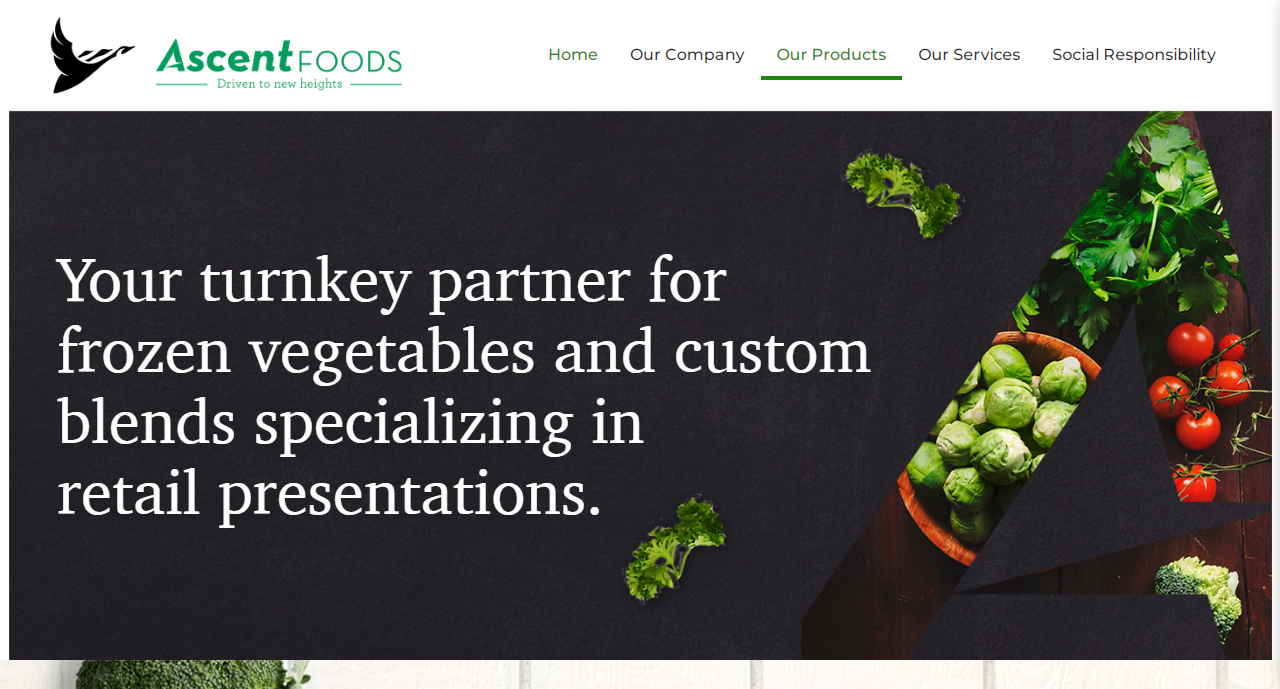 Ascent FOODS
Driven to new heights
Home
Our Company
Our Products
Our Services
Social Responsibility
Your turnkey partner for
frozen vegetables and custom
blends specializing in
retail presentations.